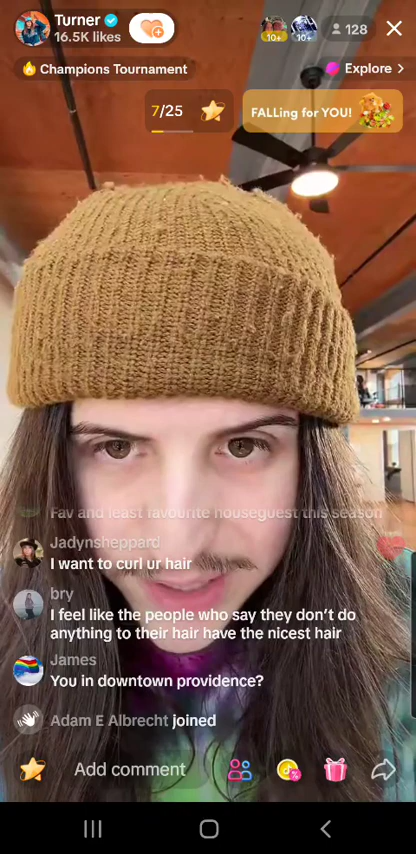 Turner
16.5K likes
10+
10+
128
Champions Tournament
Explore >
7/25
FALLing for YOU!
Fav and least favourite houseguest this season
Jadynsheppard
I want to curl ur hair
bry
I feel like the people who say they don't do
anything to their hair have the nicest hair
James
You in downtown providence?
Adam E Albrecht joined
Add comment